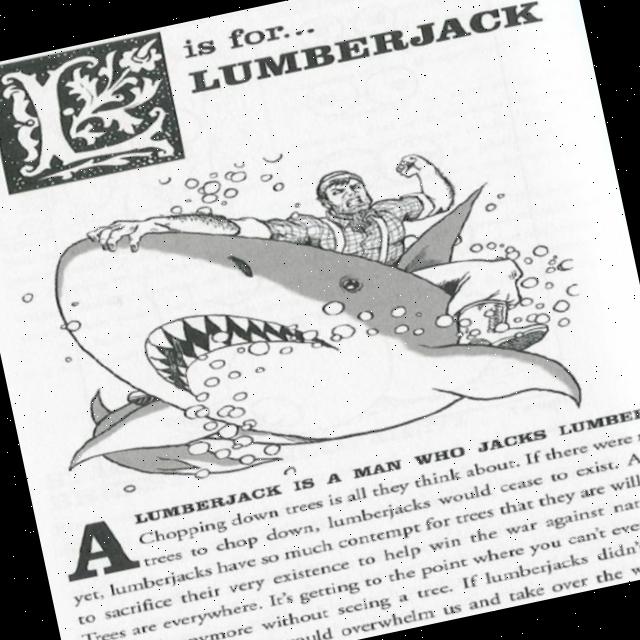 L is for...
LUMBERJACK
A LUMBERJACK IS A MAN WHO JACKS LUMBER
Chopping down trees is all they think about. If there were
trees to chop down, lumberjacks would cease to exist. A
yet, lumberjacks have so much contempt for trees that they are will
to sacrifice their very existence to help win the war against nat
Trees are everywhere. It's getting to the point where you can't eve
anymore without seeing a tree. If lumberjacks didn'
overwhelm us and take over the w